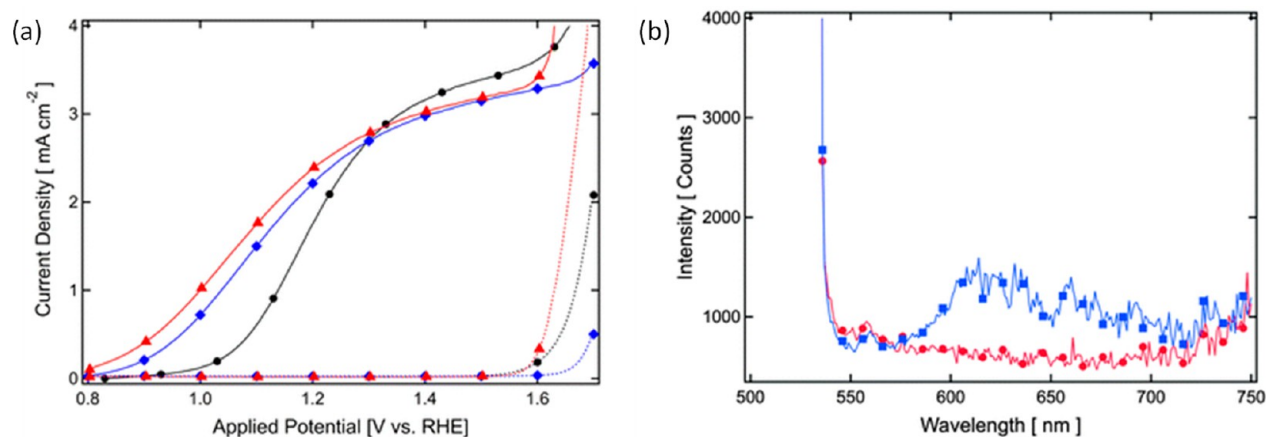 (a)
4
3
2
1
0
Current Density [ mA cm-2]
0.8 1.0 1.2 1.4 1.6
Applied Potential [V vs. RHE]
(b)
4000
3000
2000
1000
Intensity [ Counts]
500 550 600 650 700 750
Wavelength [ nm]